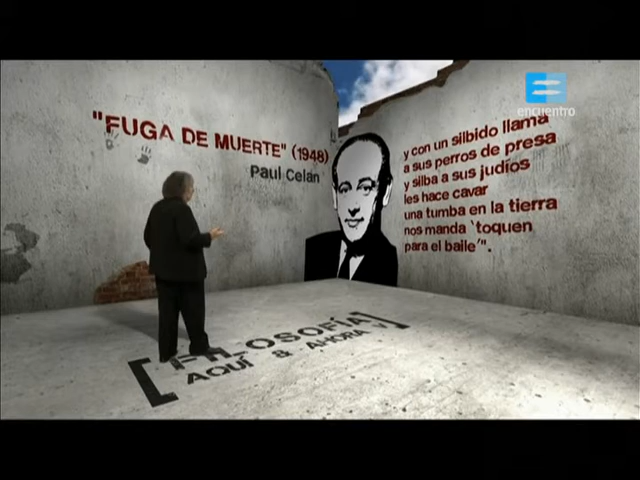 "FUGA DE MUERTE" (1948)
Paul Celan
encuentro
y con un silbido llama
a sus perros de presa
y silba a sus judíos
les hace cavar
una tumba en la tierra
nos manda `toquen
para el baile'".
[FILOSOFÍA
AQUÍ & AHORA V]